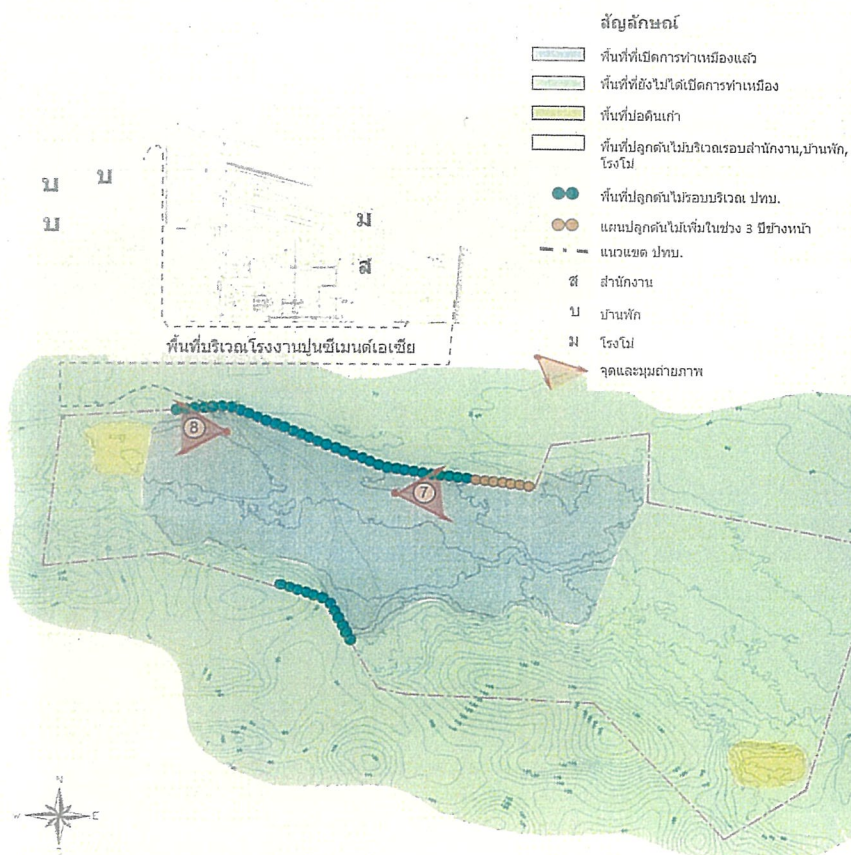 สัญลักษณ์
พื้นที่ที่เปิดการทำเหมืองแล้ว
พื้นที่ที่ยังไม่ได้เปิดการทำเหมือง
พื้นที่บ่อดินเก่า
พื้นที่ปลูกต้นไม้บริเวณรอบสำนักงาน,บ้านพัก,
โรงโม่
พื้นที่ปลูกต้นไม้รอบบริเวณ ปทบ.
แผนปลูกต้นไม้เพิ่มในช่วง 3 ปีข้างหน้า
แนวเขต ปทบ.
ส สำนักงาน
บ บ้านพัก
ม โรงโม่
จุดและมุมถ่ายภาพ
บ บ
บ
ม
ส
พื้นที่บริเวณโรงงานปูนซีเมนต์เอเซีย
8
7
N
W E